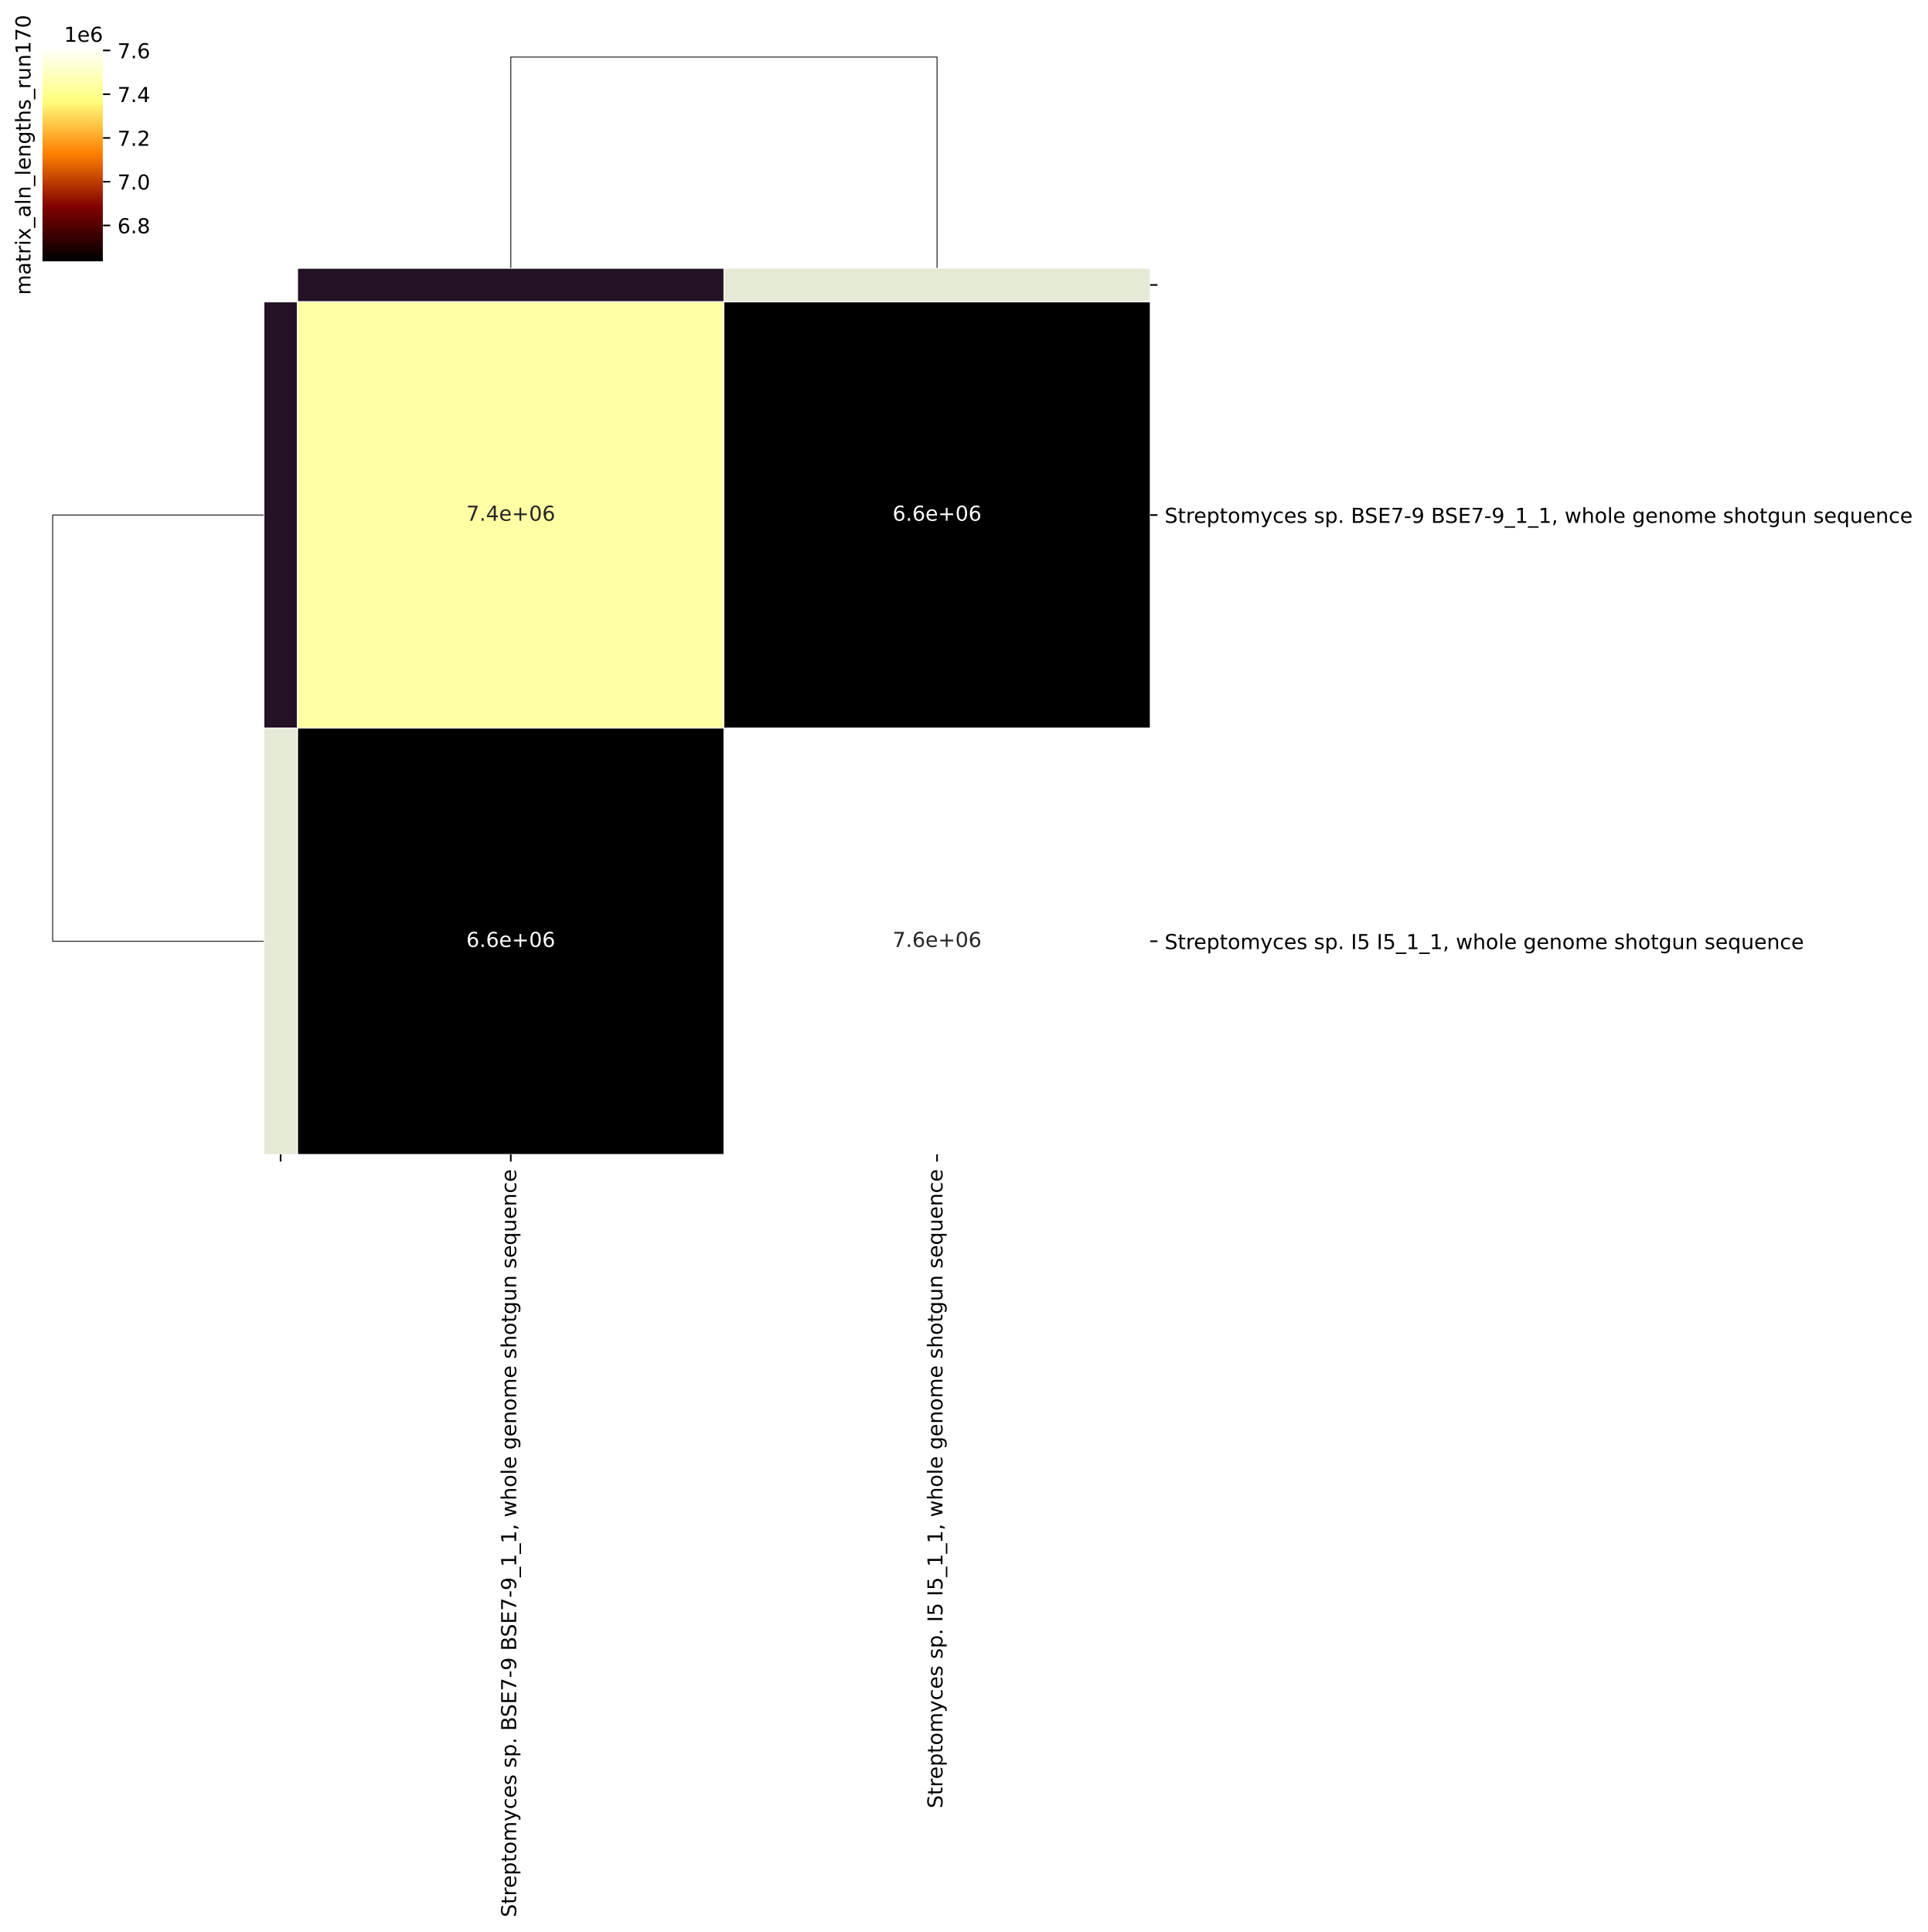 matrix_aln_lengths_run170
1e6
7.6
7.4
7.2
7.0
6.8
7.4e+06
6.6e+06
Streptomyces sp. BSE7-9 BSE7-9_1_1, whole genome shotgun sequence
6.6e+06
7.6e+06
Streptomyces sp. I5 I5_1_1, whole genome shotgun sequence
Streptomyces sp. BSE7-9 BSE7-9_1_1, whole genome shotgun sequence
Streptomyces sp. I5 I5_1_1, whole genome shotgun sequence